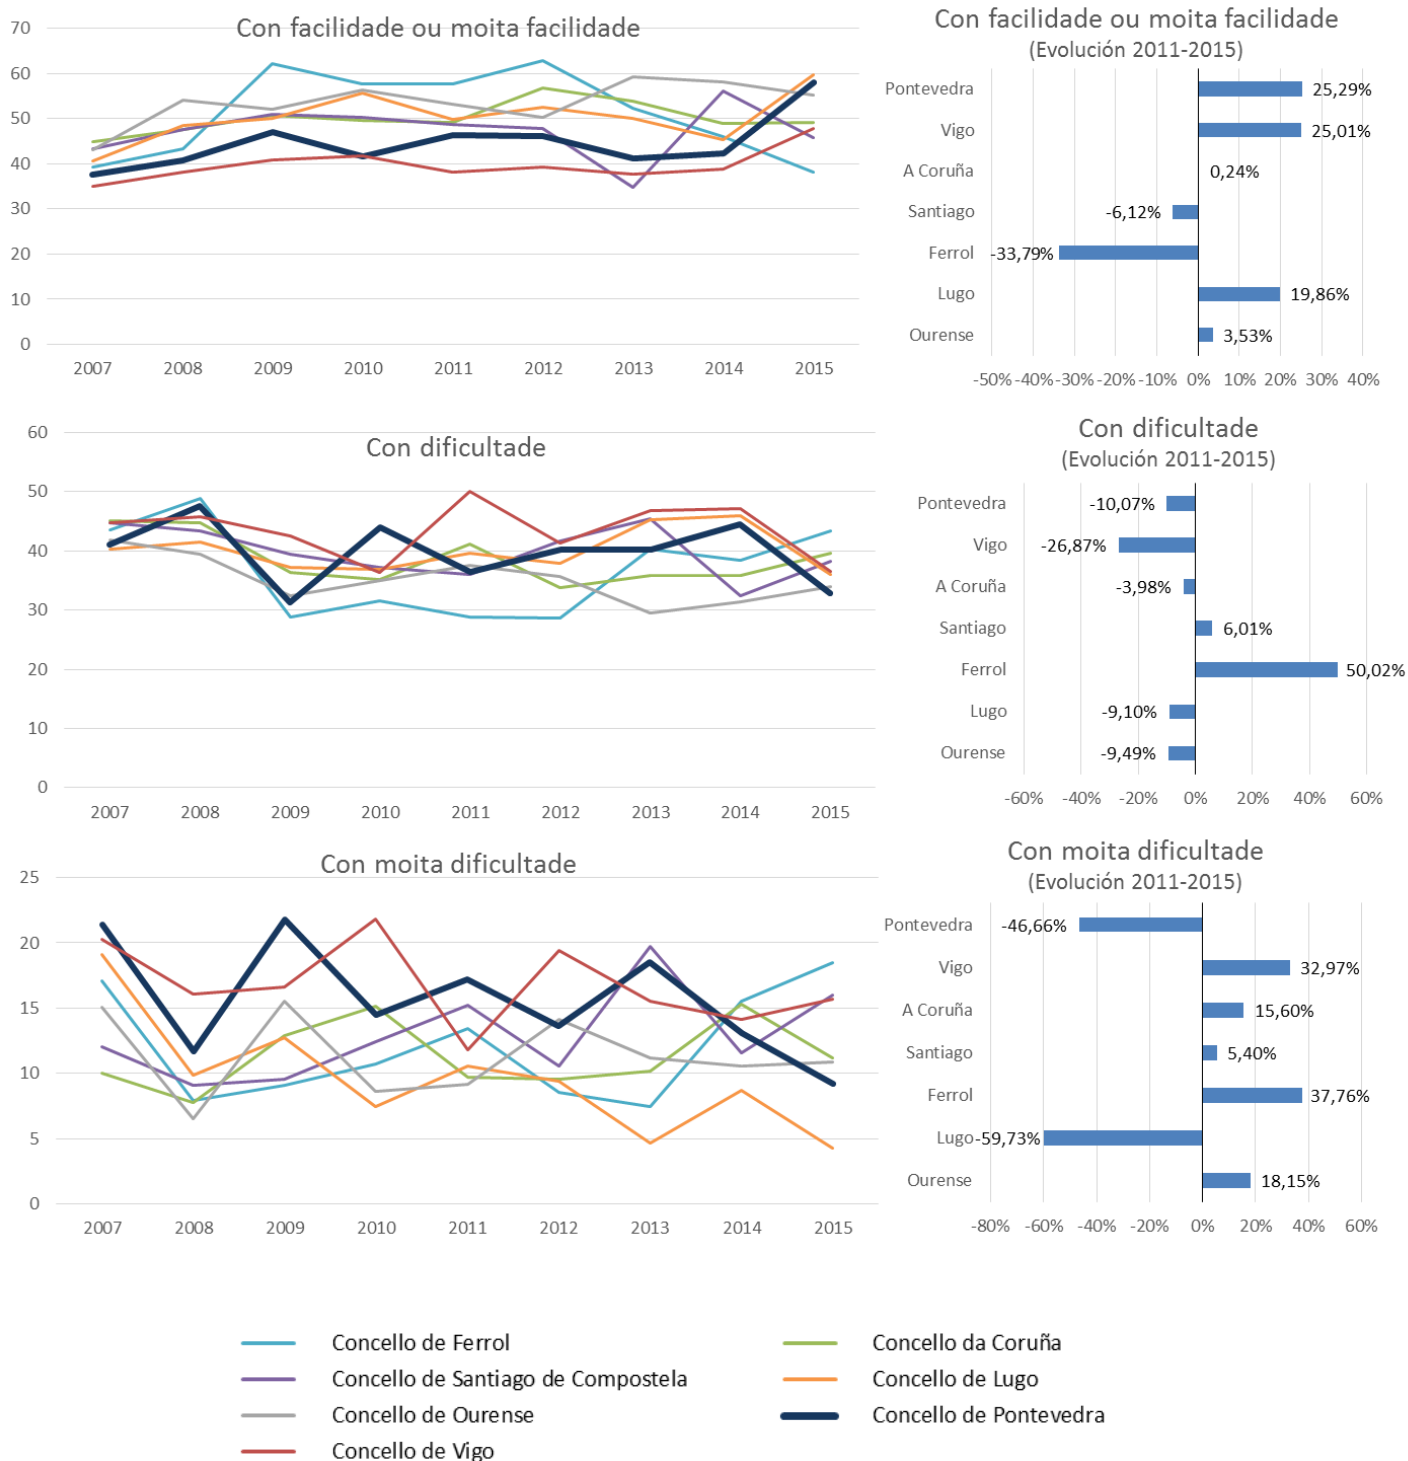 Con facilidade ou moita facilidade
70
60
50
40
30
20
10
0
2007 2008 2009 2010 2011 2012 2013 2014 2015
Con facilidade ou moita facilidade
(Evolución 2011-2015)
Pontevedra 25,29%
Vigo 25,01%
A Coruña 0,24%
Santiago -6,12%
Ferrol -33,79%
Lugo 19,86%
Ourense 3,53%
-50% -40% -30% -20% -10% 0% 10% 20% 30% 40%
Con dificultade
60
50
40
30
20
10
0
2007 2008 2009 2010 2011 2012 2013 2014 2015
Con dificultade
(Evolución 2011-2015)
Pontevedra -10,07%
Vigo -26,87%
A Coruña -3,98%
Santiago 6,01%
Ferrol 50,02%
Lugo -9,10%
Ourense -9,49%
-60% -40% -20% 0% 20% 40% 60%
Con moita dificultade
25
20
15
10
5
0
2007 2008 2009 2010 2011 2012 2013 2014 2015
Con moita dificultade
(Evolución 2011-2015)
Pontevedra -46,66%
Vigo 32,97%
A Coruña 15,60%
Santiago 5,40%
Ferrol 37,76%
Lugo -59,73%
Ourense 18,15%
-80% -60% -40% -20% 0% 20% 40% 60%
Concello de Ferrol
Concello da Coruña
Concello de Santiago de Compostela
Concello de Lugo
Concello de Ourense
Concello de Pontevedra
Concello de Vigo